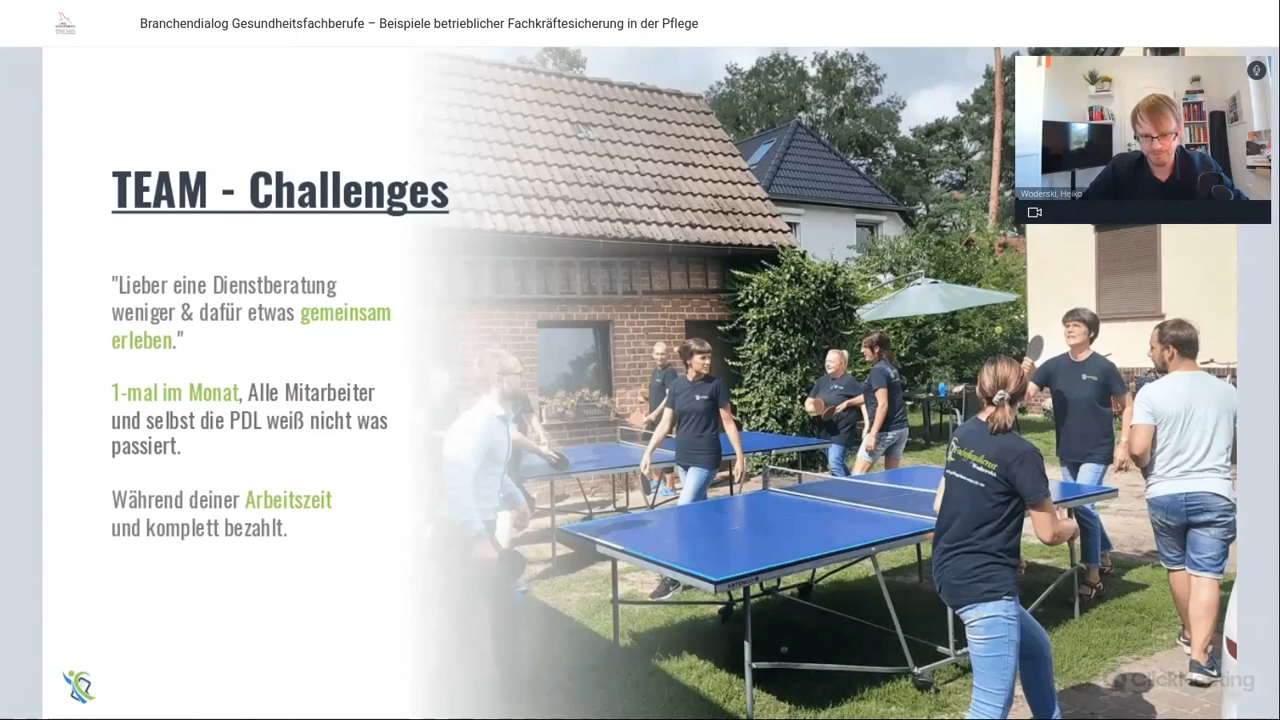 Branchendialog Gesundheitsfachberufe – Beispiele betrieblicher Fachkräftesicherung in der Pflege
Woderski, Heiko
TEAM - Challenges
"Lieber eine Dienstberatung
weniger & dafür etwas gemeinsam
erleben."
1-mal im Monat, Alle Mitarbeiter
und selbst die PDL weiß nicht was
passiert.
Während deiner Arbeitszeit
und komplett bezahlt.
ClickMeeting